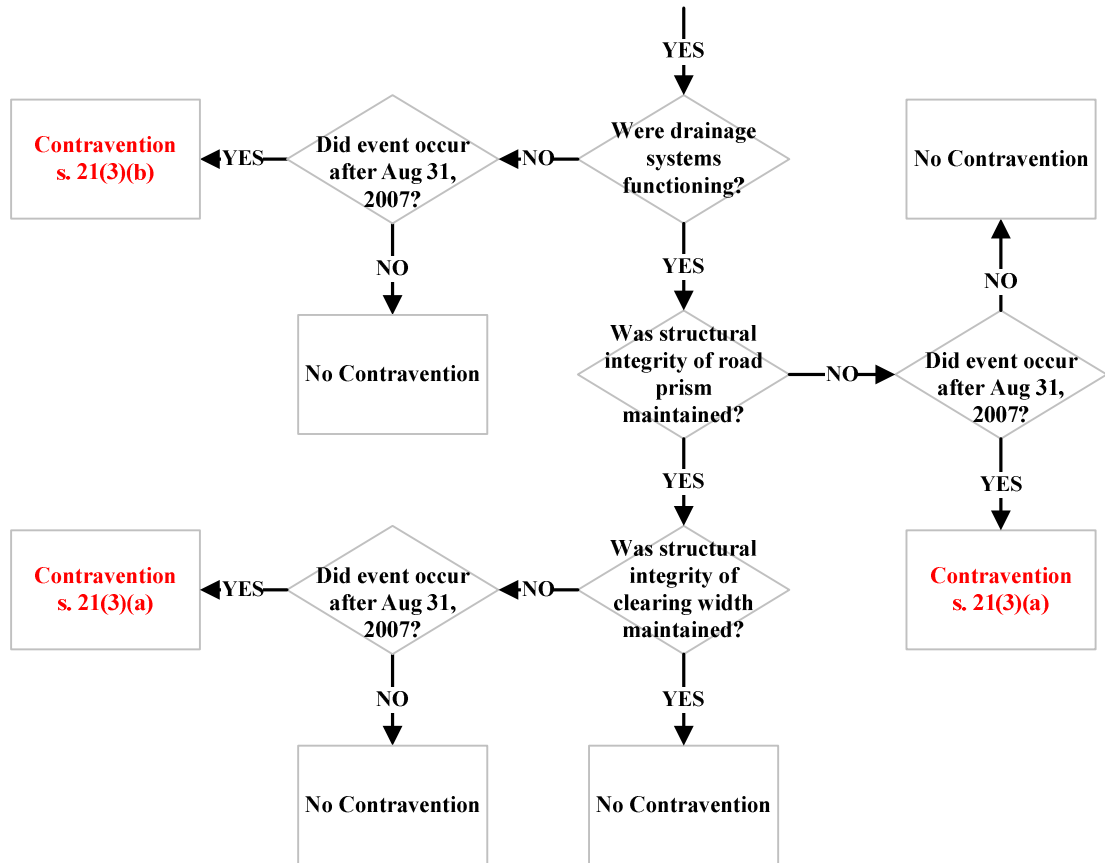 YES
Contravention
s. 21(3)(b)
YES
Did event occur
after Aug 31,
2007?
NO
Were drainage
systems
functioning?
No Contravention
NO
YES
NO
No Contravention
Was structural
integrity of road
prism
maintained?
NO
Did event occur
after Aug 31,
2007?
YES
YES
Contravention
s. 21(3)(a)
YES
Did event occur
after Aug 31,
2007?
NO
Was structural
integrity of
clearing width
maintained?
Contravention
s. 21(3)(a)
NO
YES
No Contravention
No Contravention